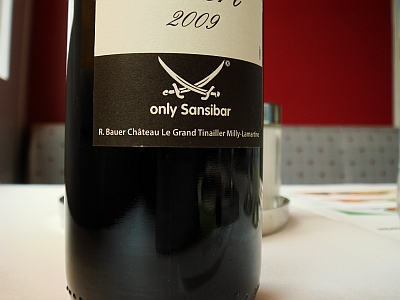 2009
®
only Sansibar
R. Bauer Château Le Grand Tinailler Milly-Lamartine